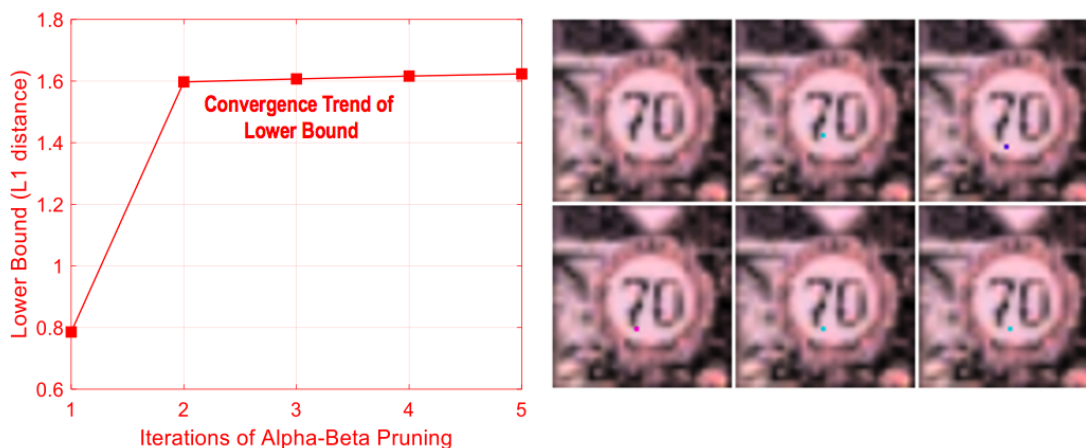 1.8
1.6
1.4
1.2
1
0.8
0.6
Lower Bound (L1 distance)
Convergence Trend of
Lower Bound
1 2 3 4 5
Iterations of Alpha-Beta Pruning
70 70 70
70 70 70